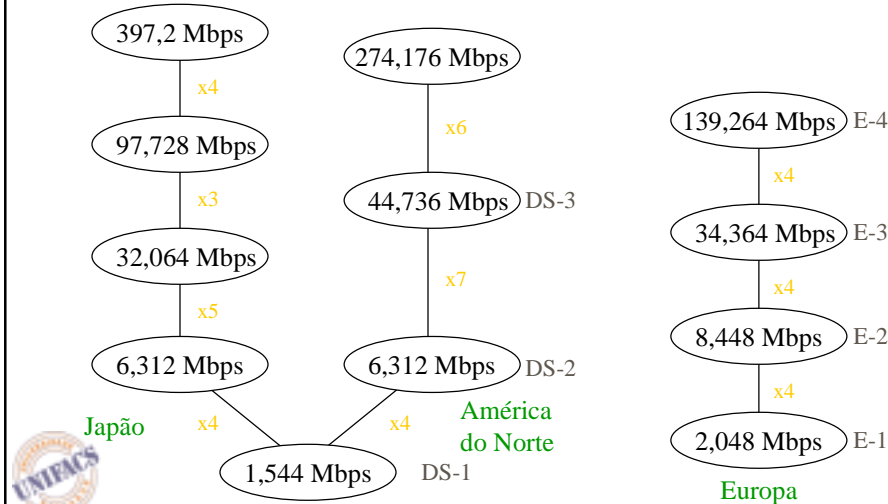 397,2 Mbps
x4
97,728 Mbps
x3
32,064 Mbps
x5
6,312 Mbps
x4
Japão
274,176 Mbps
x6
44,736 Mbps DS-3
x7
6,312 Mbps DS-2
x4
América
do Norte
1,544 Mbps DS-1
139,264 Mbps E-4
x4
34,364 Mbps E-3
x4
8,448 Mbps E-2
x4
2,048 Mbps E-1
Europa
UNIFACS